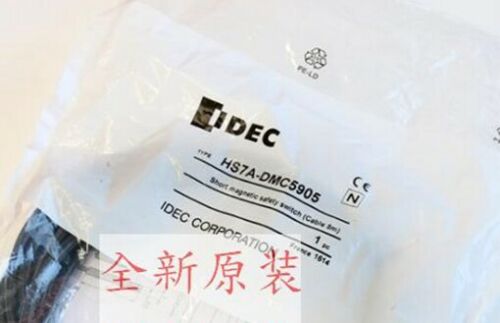 PE-LD
IDEC
TYPE HS7A-DMC5905
Short magnetic safety switch (Cable 5m)
CE
N
1 pc
IDEC CORPORATION
France 1614
全新原装